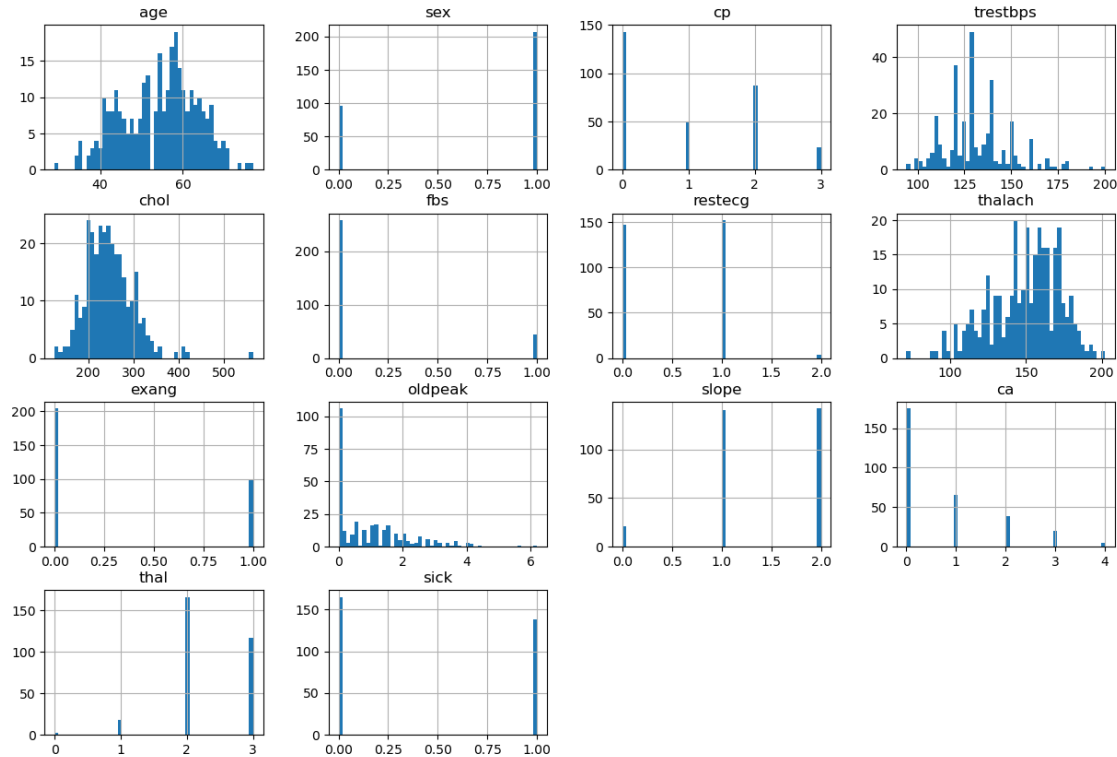 age sex cp trestbps
15 10 5 0 40 60
200 150 100 50 0 0.00 0.25 0.50 0.75 1.00
150 100 50 0 0 1 2 3
40 20 0 100 125 150 175 200
chol fbs restecg thalach
20 10 0 200 300 400 500
200 100 0 0.00 0.25 0.50 0.75 1.00
150 100 50 0 0.0 0.5 1.0 1.5 2.0
20 15 10 5 0 100 150 200
exang oldpeak slope ca
200 150 100 50 0 0.00 0.25 0.50 0.75 1.00
100 75 50 25 0 0 2 4 6
100 50 0 0.0 0.5 1.0 1.5 2.0
150 100 50 0 0 1 2 3 4
thal sick
150 100 50 0 0 1 2 3
150 100 50 0 0.00 0.25 0.50 0.75 1.00